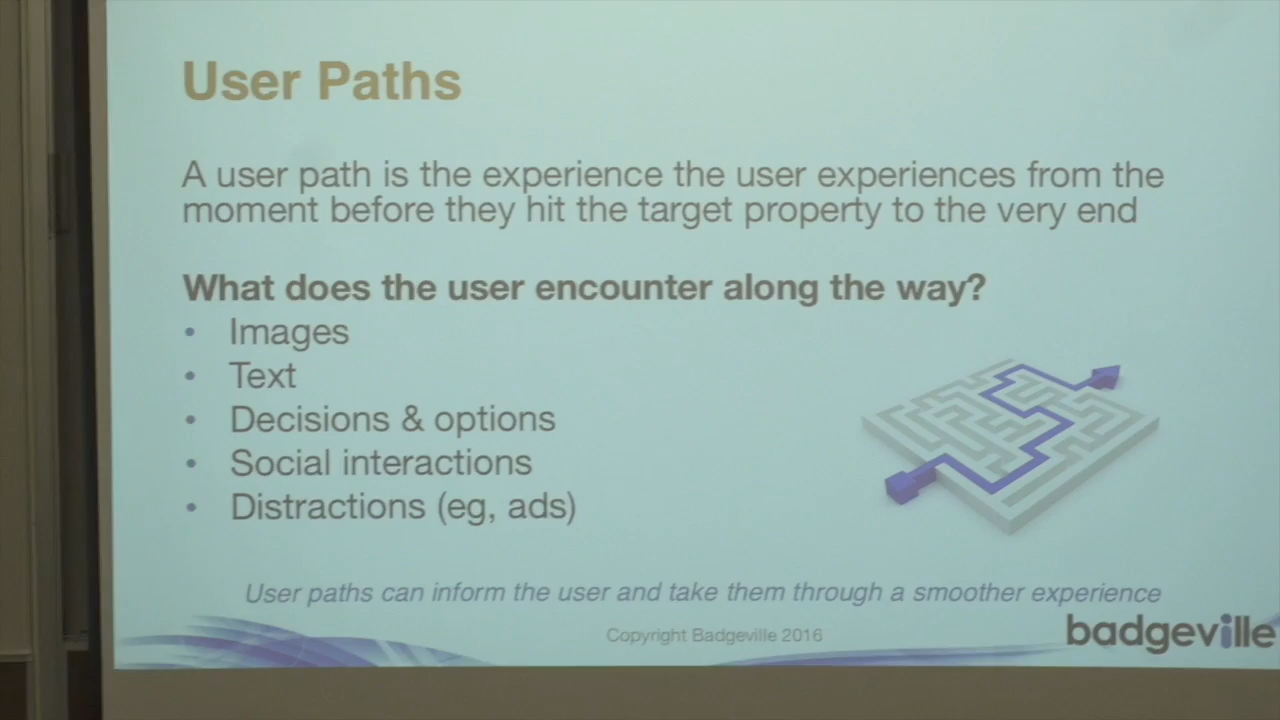 User Paths
A user path is the experience the user experiences from the
moment before they hit the target property to the very end
What does the user encounter along the way?
• Images
• Text
• Decisions & options
• Social interactions
• Distractions (eg, ads)
User paths can inform the user and take them through a smoother experience
Copyright Badgeville 2016
badgeville